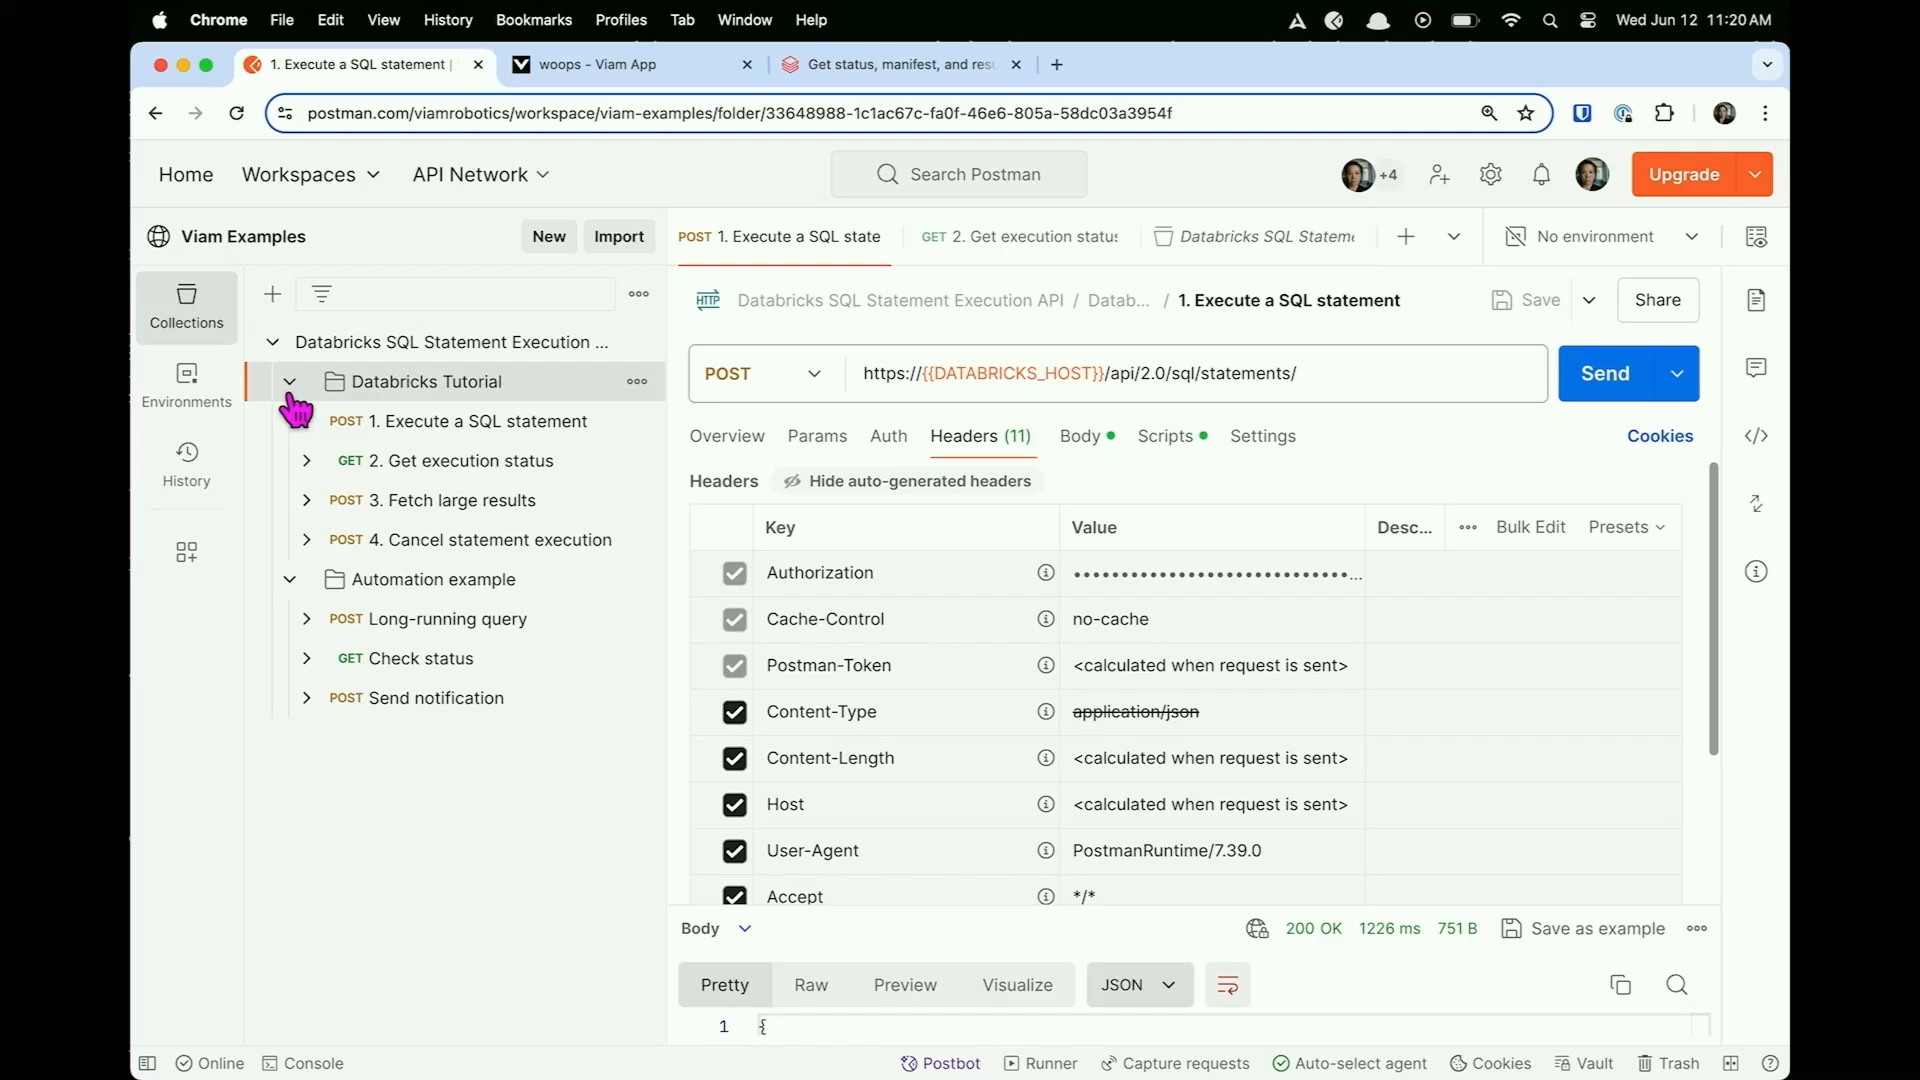 Chrome File Edit View History Bookmarks Profiles Tab Window Help Wed Jun 12 11:20 AM
1. Execute a SQL statement | woops - Viam App Get status, manifest, and res
postman.com/viamrobotics/workspace/viam-examples/folder/33648988-1c1ac67c-fa0f-46e6-805a-58dc03a3954f
Home Workspaces API Network Search Postman +4 Upgrade
Viam Examples New Import POST 1. Execute a SQL state GET 2. Get execution status Databricks SQL Stateme No environment
Collections
Environments
History
Databricks SQL Statement Execution ...
Databricks Tutorial
POST 1. Execute a SQL statement
GET 2. Get execution status
POST 3. Fetch large results
POST 4. Cancel statement execution
Automation example
POST Long-running query
GET Check status
POST Send notification
HTTP Databricks SQL Statement Execution API / Datab... / 1. Execute a SQL statement Save Share
POST https://{{DATABRICKS_HOST}}/api/2.0/sql/statements/ Send
Overview Params Auth Headers (11) Body Scripts Settings Cookies
Headers Hide auto-generated headers
Key Value Desc... Bulk Edit Presets
Authorization ••••••••••••••••••••••••••••••...
Cache-Control no-cache
Postman-Token <calculated when request is sent>
Content-Type application/json
Content-Length <calculated when request is sent>
Host <calculated when request is sent>
User-Agent PostmanRuntime/7.39.0
Accept */*
Body 200 OK 1226 ms 751 B Save as example
Pretty Raw Preview Visualize JSON
1 {
Online Console Postbot Runner Capture requests Auto-select agent Cookies Vault Trash